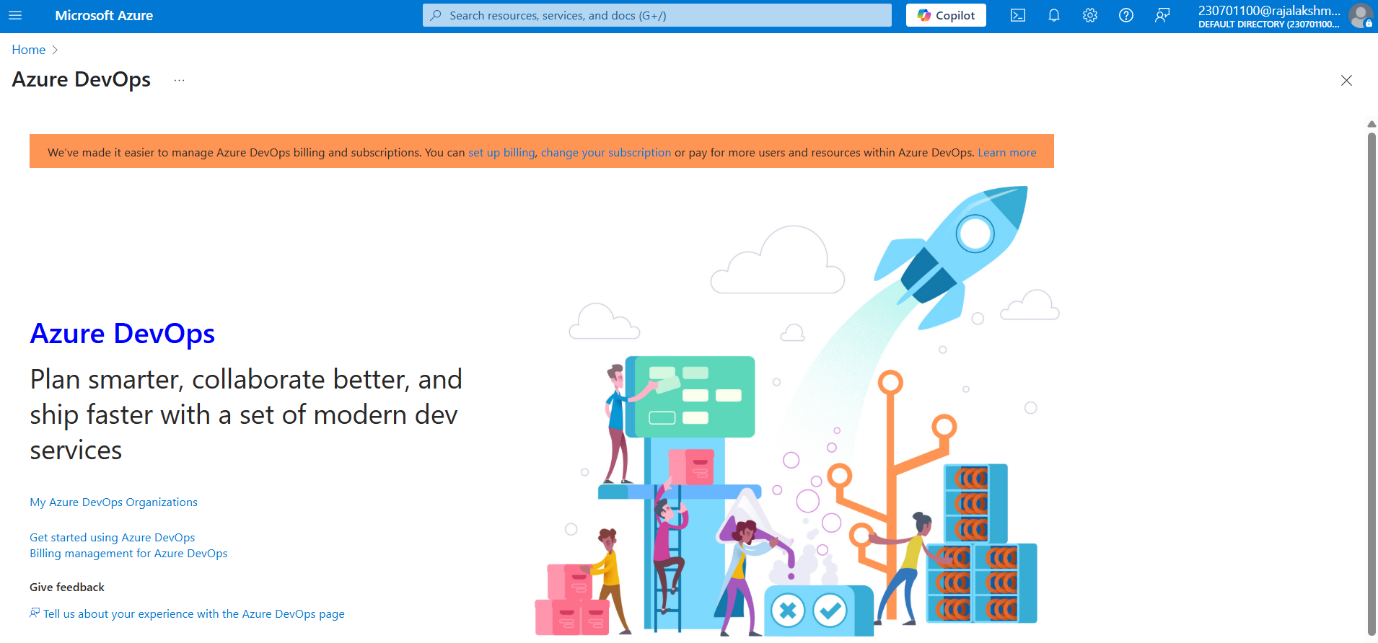 Microsoft Azure
Search resources, services, and docs (G+/)
Copilot
230701100@rajalakshm...
DEFAULT DIRECTORY (230701100...
Home
Azure DevOps
...
We've made it easier to manage Azure DevOps billing and subscriptions. You can set up billing, change your subscription or pay for more users and resources within Azure DevOps. Learn more
Azure DevOps
Plan smarter, collaborate better, and
ship faster with a set of modern dev
services
My Azure DevOps Organizations
Get started using Azure DevOps
Billing management for Azure DevOps
Give feedback
Tell us about your experience with the Azure DevOps page